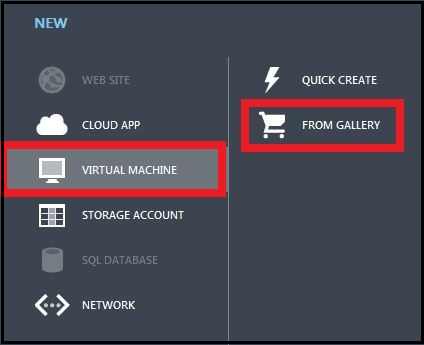 NEW
WEB SITE
CLOUD APP
VIRTUAL MACHINE
STORAGE ACCOUNT
SQL DATABASE
NETWORK
QUICK CREATE
FROM GALLERY